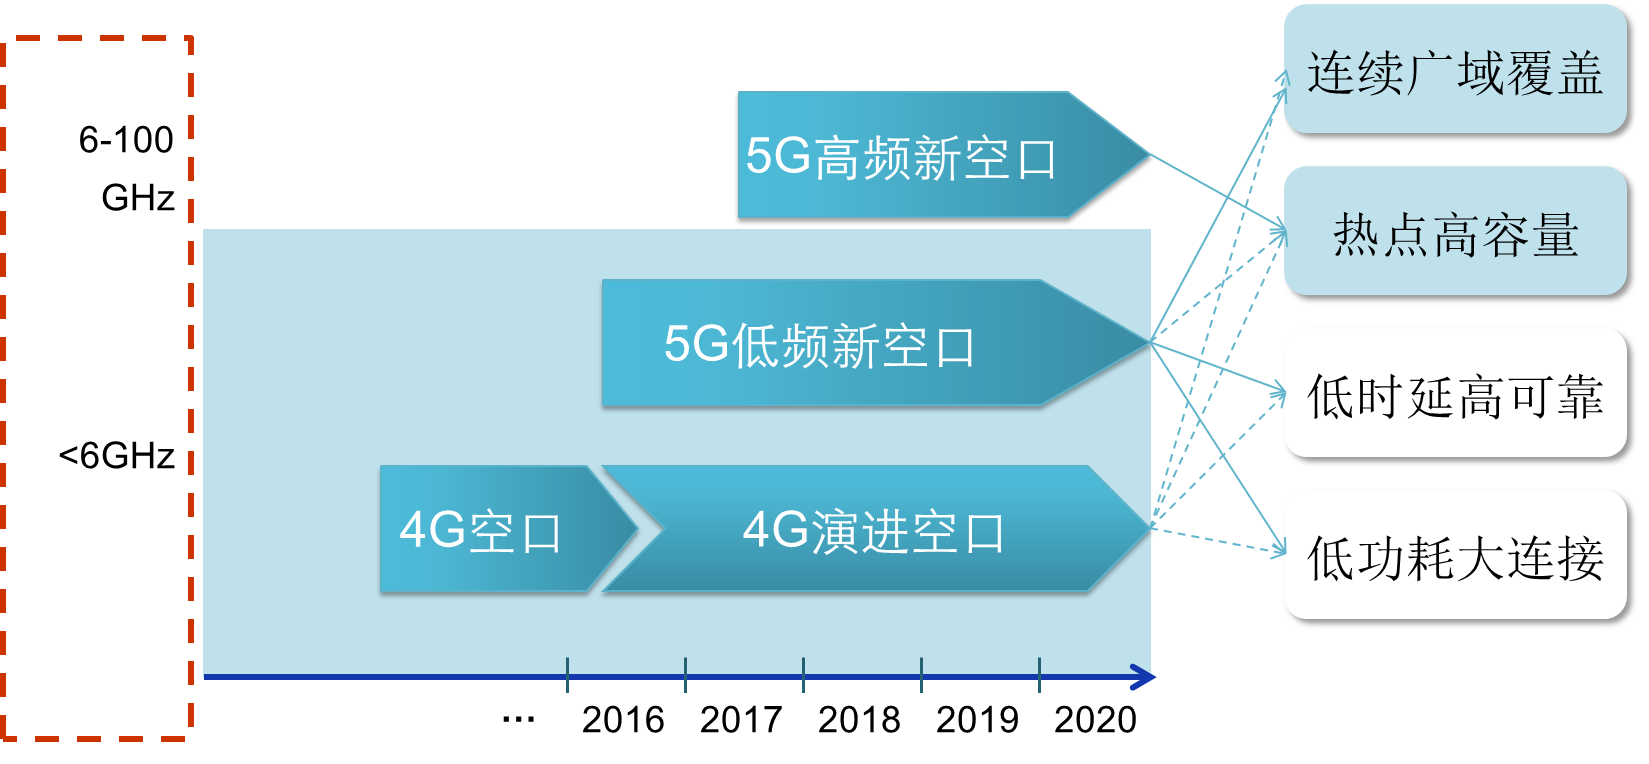 6-100
GHz
<6GHz
5G高频新空口
5G低频新空口
4G空口
4G演进空口
...
2016
2017
2018
2019
2020
连续广域覆盖
热点高容量
低时延高可靠
低功耗大连接